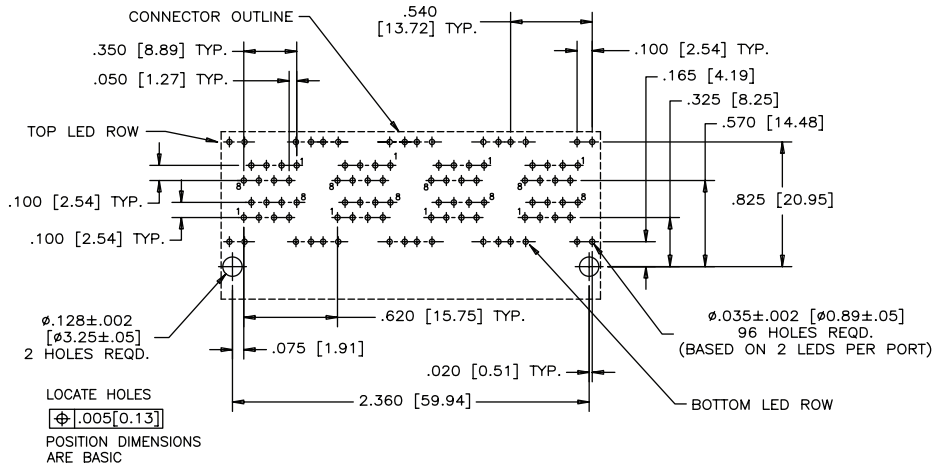 CONNECTOR OUTLINE
.540
[13.72] TYP.
.350 [8.89] TYP.
.100 [2.54] TYP.
.050 [1.27] TYP.
.165 [4.19]
.325 [8.25]
.570 [14.48]
TOP LED ROW
1 1 1 1
8 8 8 8
.100 [2.54] TYP.
8 8 8 8
1 1 1 1
.825 [20.95]
.100 [2.54] TYP.
ø.128±.002
[ø3.25±.05]
2 HOLES REQD.
.620 [15.75] TYP.
ø.035±.002 [ø0.89±.05]
96 HOLES REQD.
(BASED ON 2 LEDS PER PORT)
.075 [1.91]
.020 [0.51] TYP.
LOCATE HOLES
⌖ .005[0.13]
POSITION DIMENSIONS
ARE BASIC
2.360 [59.94]
BOTTOM LED ROW